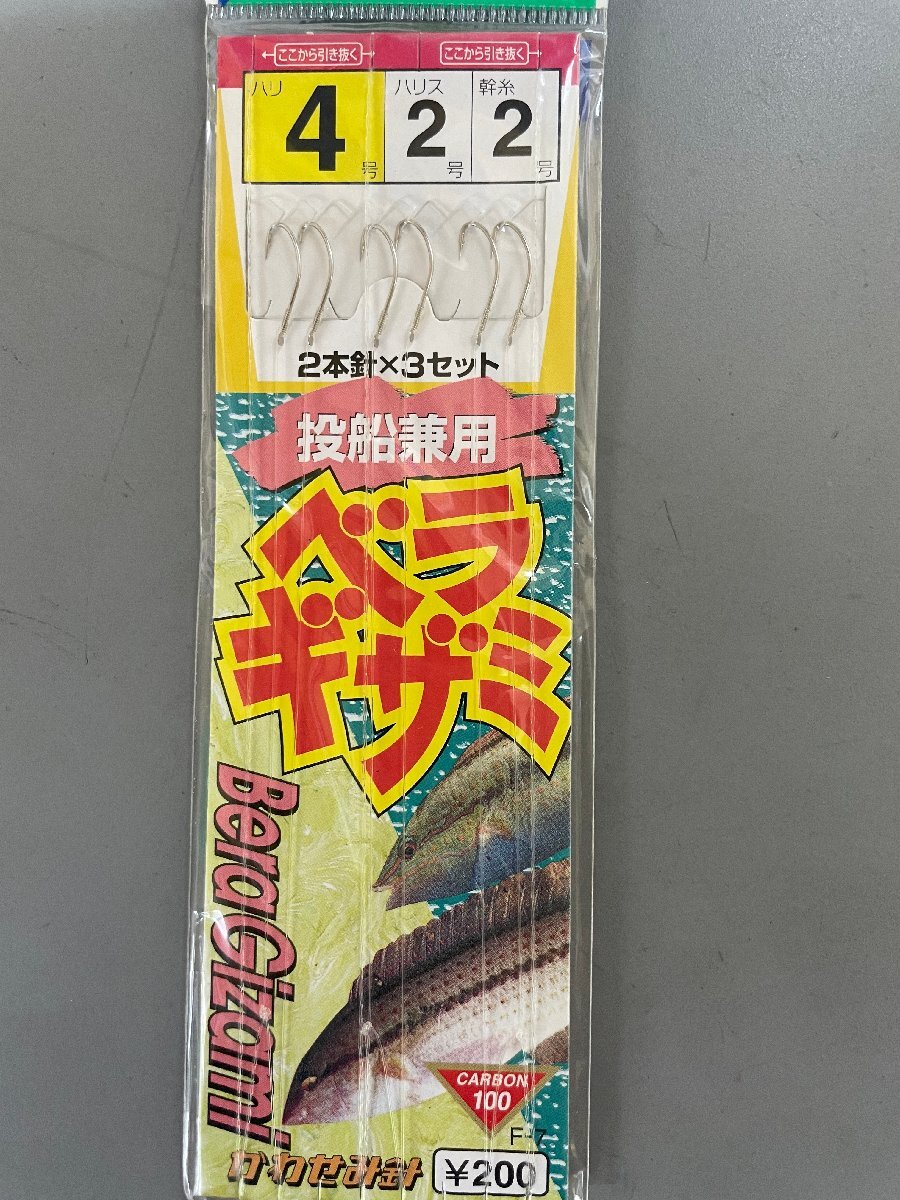 ここから引き抜く ここから引き抜く
ハリ 4号 ハリス 2号 幹糸 2号
2本針×3セット
投船兼用
ベラ
ギザミ
Bera Gizami
CARBON
100
F-7
かわせみ針 ¥200